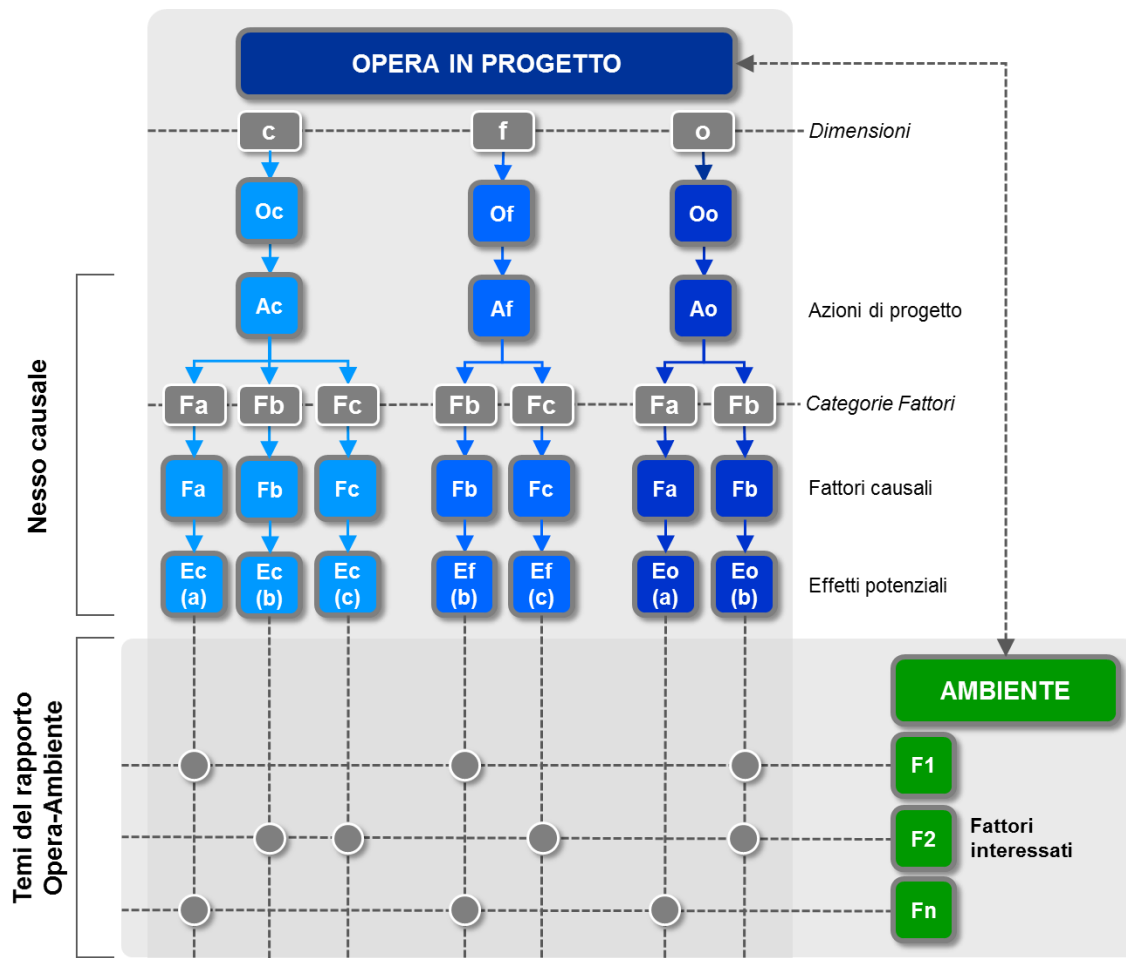 OPERA IN PROGETTO
c f o Dimensioni
Oc Of Oo
Ac Af Ao Azioni di progetto
Fa Fb Fc Fb Fc Fa Fb Categorie Fattori
Fa Fb Fc Fb Fc Fa Fb Fattori causali
Ec Ec Ec Ef Ef Eo Eo
(a) (b) (c) (b) (c) (a) (b)
Effetti potenziali
Nesso causale
AMBIENTE
F1
F2
Fattori
interessati
Fn
Temi del rapporto
Opera-Ambiente